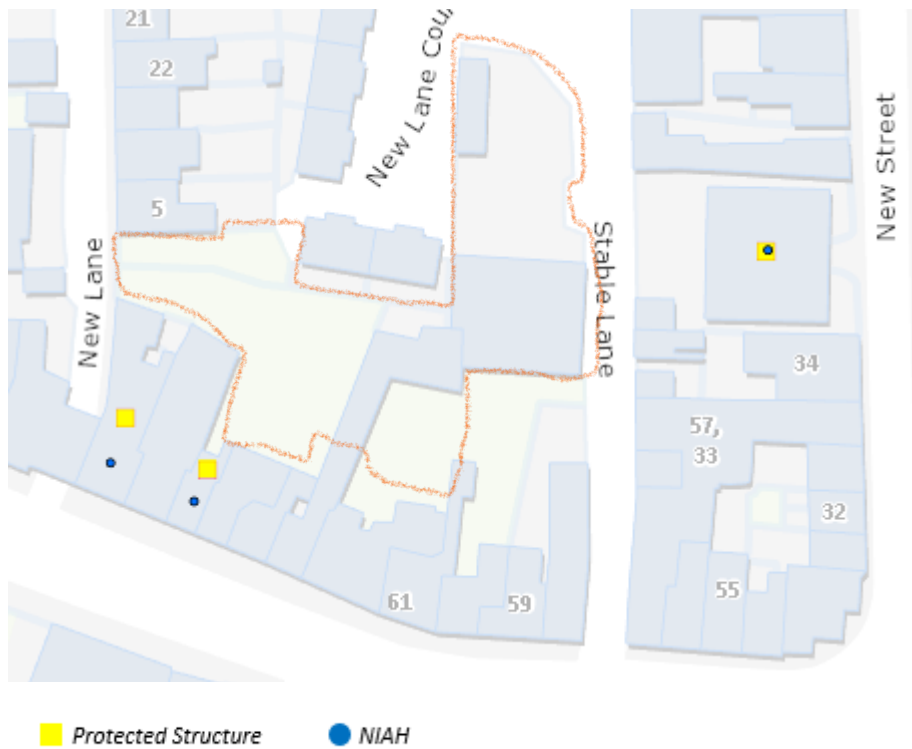 21
22
New Lane Cou
5
New Lane
Stable Lane
New Street
34
57,
33
32
61
59
55
Protected Structure
NIAH